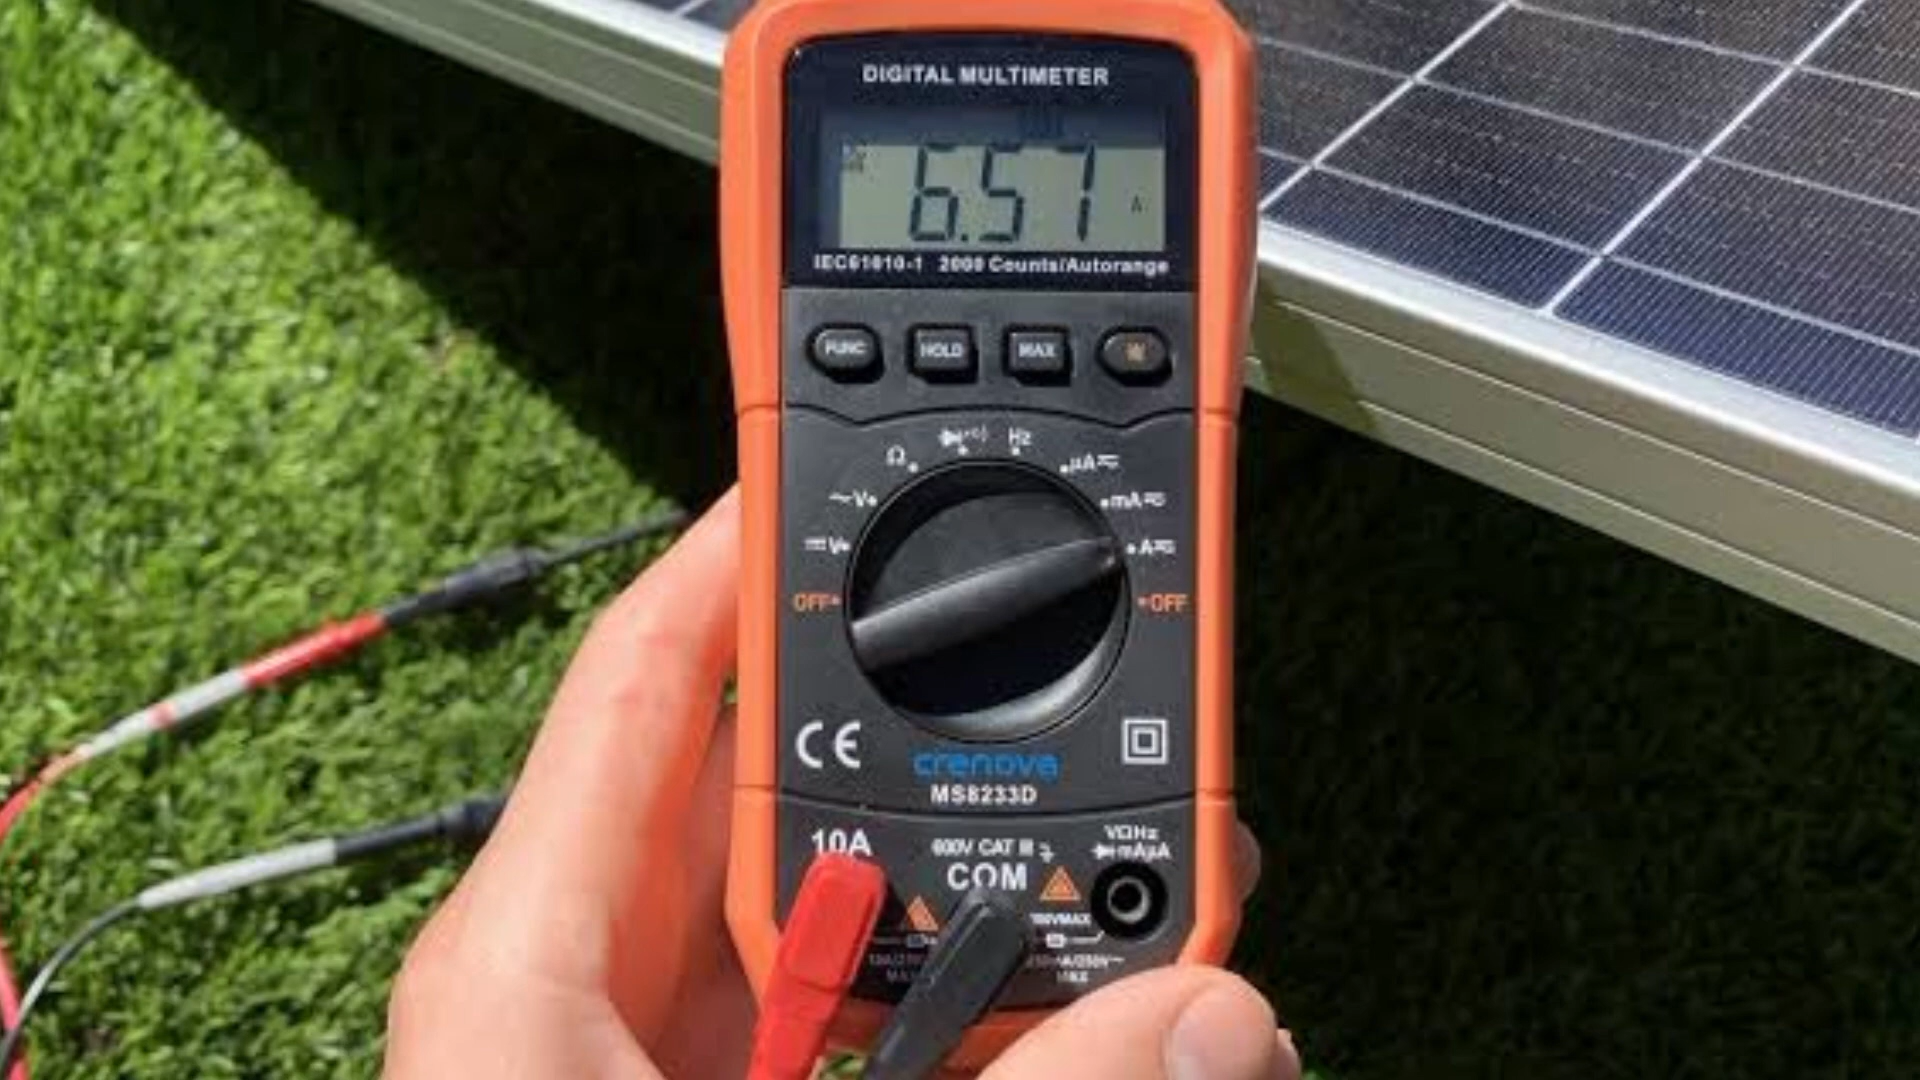 DIGITAL MULTIMETER
6.57 A
IEC61010-1 2000 Counts/Autorange
FUNC HOLD MAX
Hz
Ω μA
~V mA
V A
OFF OFF
CE
crenova
MS8233D
10A 600V CAT III VΩHz
COM mAμA